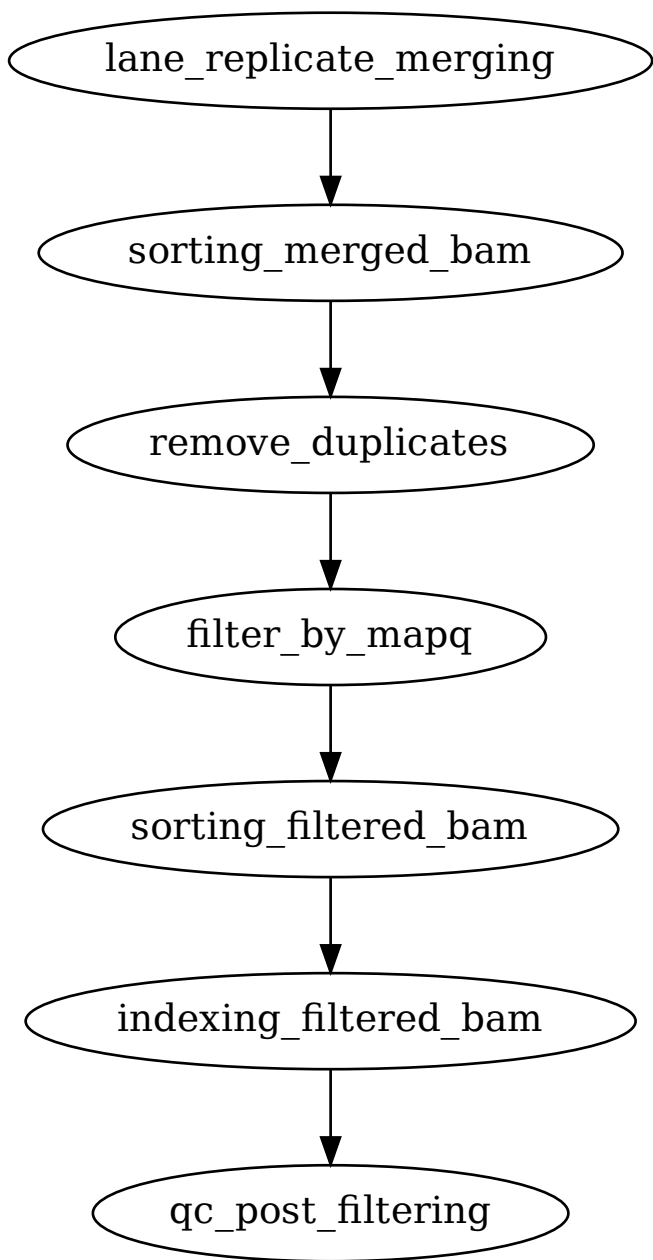 lane_replicate_merging
sorting_merged_bam
remove_duplicates
filter_by_mapq
sorting_filtered_bam
indexing_filtered_bam
qc_post_filtering